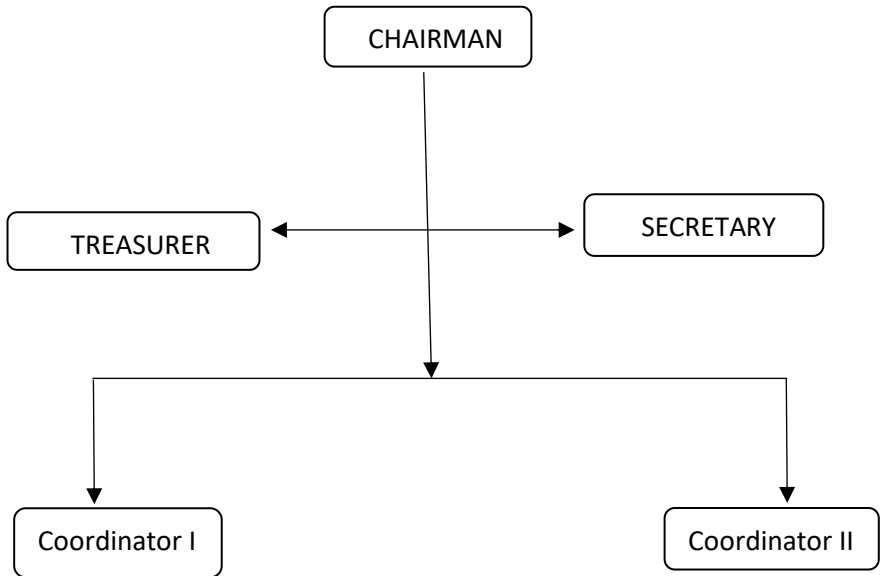 CHAIRMAN
TREASURER
SECRETARY
Coordinator I
Coordinator II